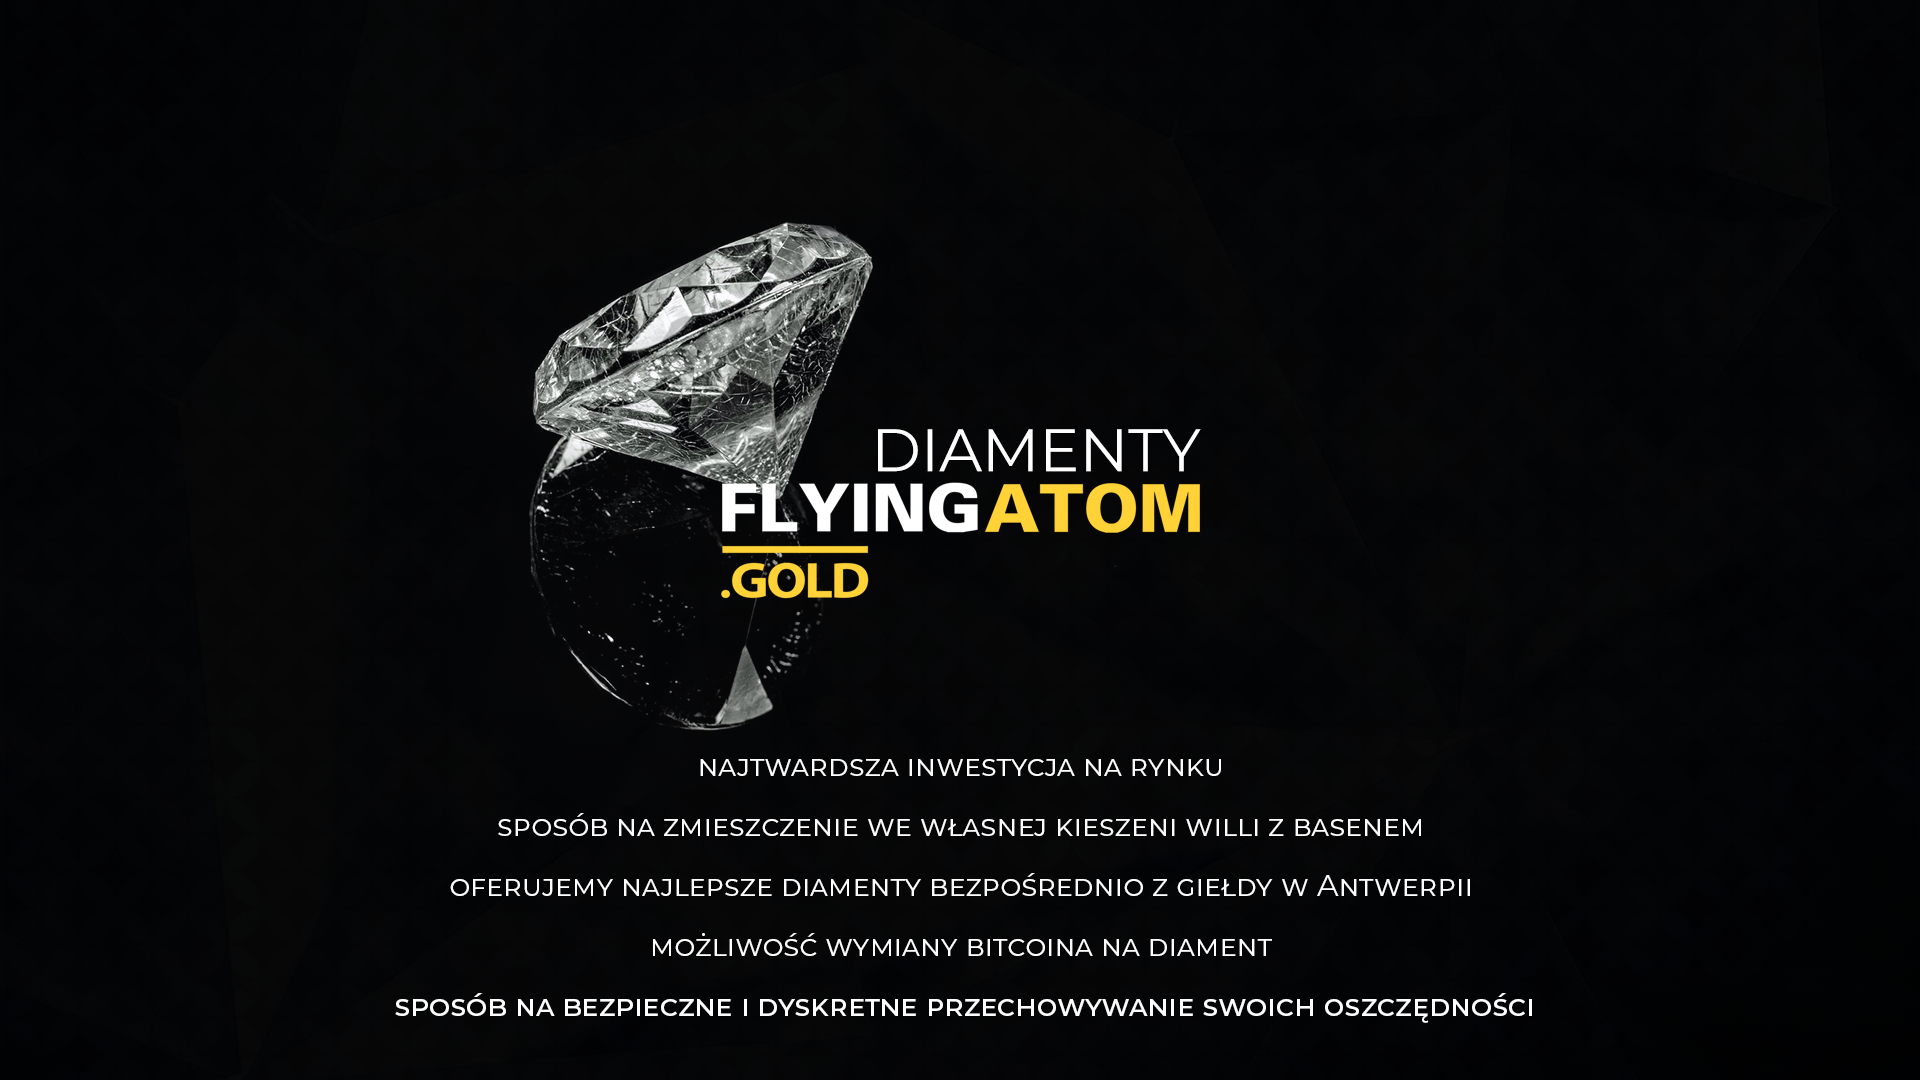 DIAMENTY
FLYINGATOM
.GOLD
NAJTWARDSZA INWESTYCJA NA RYNKU
SPOSÓB NA ZMIESZCZENIE WE WŁASNEJ KIESZENI WILLI Z BASENEM
OFERUJEMY NAJLEPSZE DIAMENTY BEZPOŚREDNIO Z GIEŁDY W ANTWERPII
MOŻLIWOŚĆ WYMIANY BITCOINA NA DIAMENT
SPOSÓB NA BEZPIECZNE I DYSKRETNE PRZECHOWYWANIE SWOICH OSZCZĘDNOŚCI